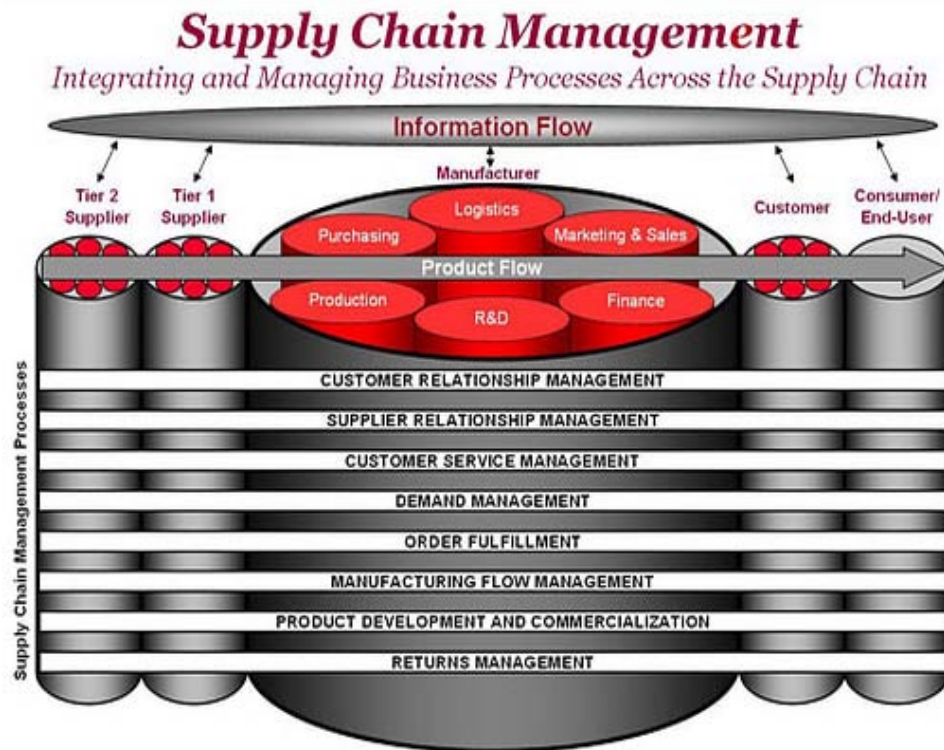 Supply Chain Management
Integrating and Managing Business Processes Across the Supply Chain
Information Flow
Tier 2
Supplier
Tier 1
Supplier
Manufacturer
Customer
Consumer/
End-User
Logistics
Purchasing
Marketing & Sales
Product Flow
Production
R&D
Finance
Supply Chain Management Processes
CUSTOMER RELATIONSHIP MANAGEMENT
SUPPLIER RELATIONSHIP MANAGEMENT
CUSTOMER SERVICE MANAGEMENT
DEMAND MANAGEMENT
ORDER FULFILLMENT
MANUFACTURING FLOW MANAGEMENT
PRODUCT DEVELOPMENT AND COMMERCIALIZATION
RETURNS MANAGEMENT